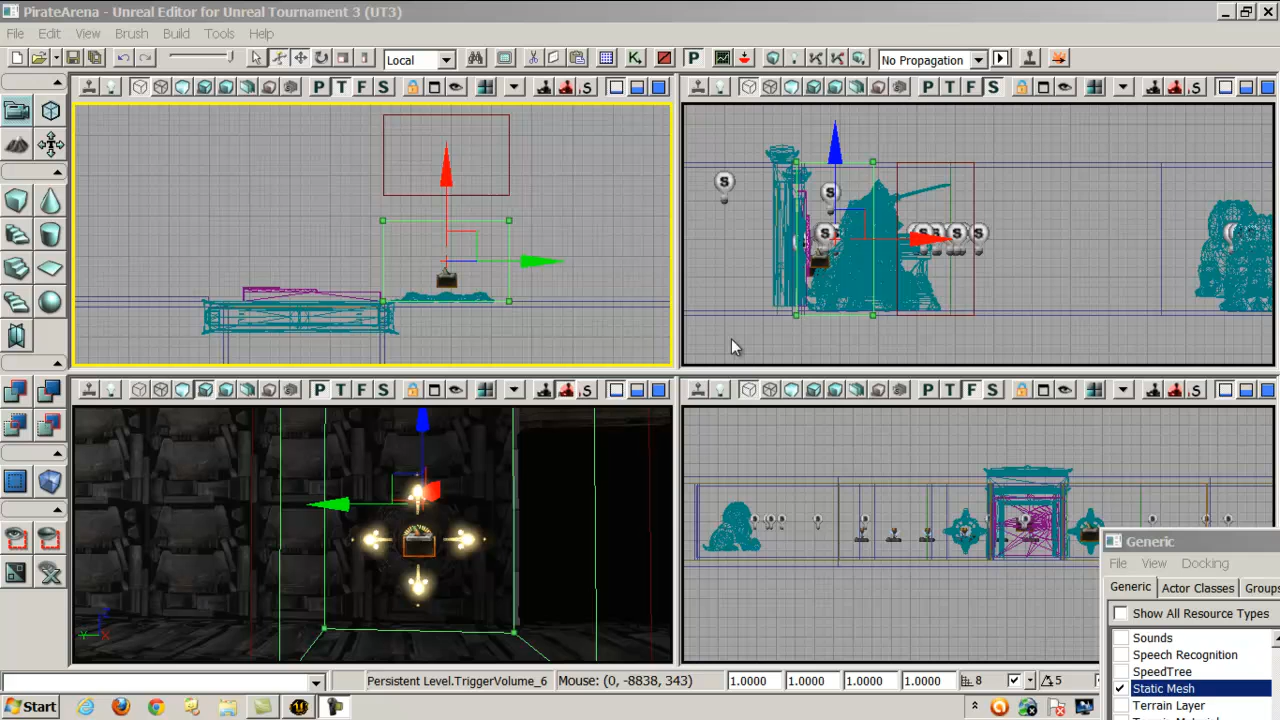 PirateArena - Unreal Editor for Unreal Tournament 3 (UT3)
File Edit View Brush Build Tools Help
Local
K
P
No Propagation
P T F S
S
P T F S
S
S
S
S
S
S
S
P T F S
S
P T F S
S
Generic
File View Docking
Generic Actor Classes Groups
Show All Resource Types
Sounds
Speech Recognition
SpeedTree
Static Mesh
Terrain Layer
Persistent Level.TriggerVolume_6
Mouse: (0, -8838, 343)
1.0000 1.0000 1.0000 1.0000
8
5
Start